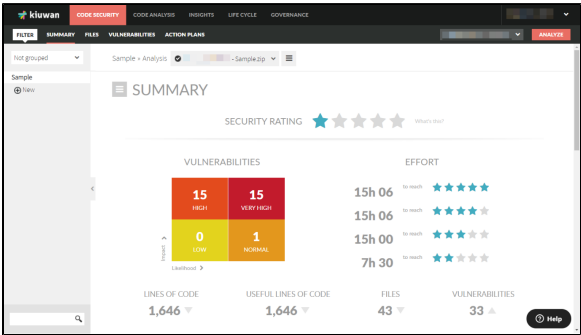 kiuwan CODE SECURITY CODE ANALYSIS INSIGHTS LIFE CYCLE GOVERNANCE
FILTER SUMMARY FILES VULNERABILITIES ACTION PLANS ANALYZE
Not grouped
Sample » Analysis - Sample.zip
Sample
New
SUMMARY
SECURITY RATING What's this?
VULNERABILITIES
EFFORT
15 HIGH
15 VERY HIGH
0 LOW
1 NORMAL
Impact
Likelihood
15h 06 to reach
15h 06 to reach
15h 00 to reach
7h 30 to reach
LINES OF CODE USEFUL LINES OF CODE FILES VULNERABILITIES
1,646 1,646 43 33
Help